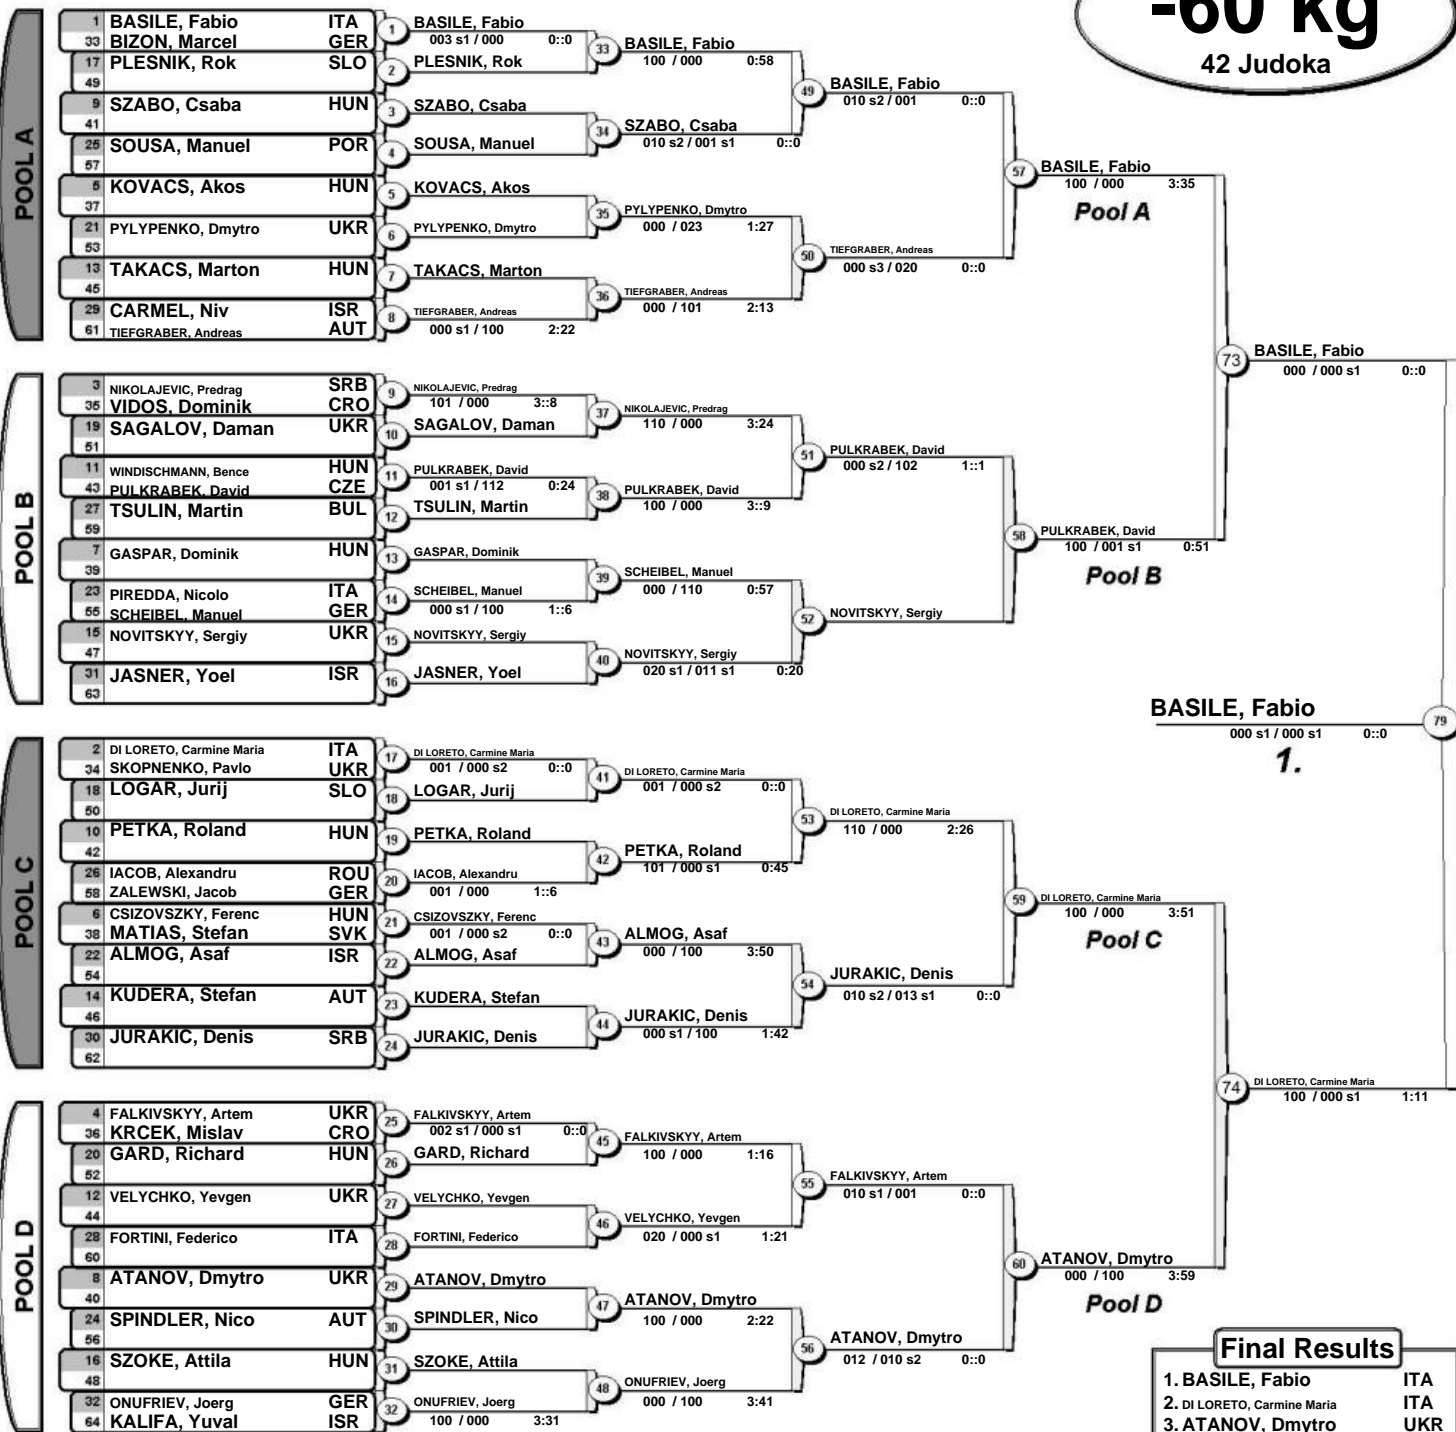 -60 kg
42 Judoka
POOL A
1 BASILE, Fabio ITA
33 BIZON, Marcel GER
17 PLESNIK, Rok SLO
49
9 SZABO, Csaba HUN
41
25 SOUSA, Manuel POR
57
5 KOVACS, Akos HUN
37
21 PYLYPENKO, Dmytro UKR
53
13 TAKACS, Marton HUN
45
29 CARMEL, Niv ISR
61 TIEFGRABER, Andreas AUT
1 BASILE, Fabio
003 s1 / 000 0::0
2 PLESNIK, Rok
3 SZABO, Csaba
4 SOUSA, Manuel
5 KOVACS, Akos
6 PYLYPENKO, Dmytro
7 TAKACS, Marton
8 TIEFGRABER, Andreas
000 s1 / 100 2:22
33 BASILE, Fabio
100 / 000 0:58
34 SZABO, Csaba
010 s2 / 001 s1 0::0
35 PYLYPENKO, Dmytro
000 / 023 1:27
36 TIEFGRABER, Andreas
000 / 101 2:13
49 BASILE, Fabio
010 s2 / 001 0::0
50 TIEFGRABER, Andreas
000 s3 / 020 0::0
57 BASILE, Fabio
100 / 000 3:35
Pool A
POOL B
3 NIKOLAJEVIC, Predrag SRB
35 VIDOS, Dominik CRO
19 SAGALOV, Daman UKR
51
11 WINDISCHMANN, Bence HUN
43 PULKRABEK, David CZE
27 TSULIN, Martin BUL
59
7 GASPAR, Dominik HUN
39
23 PIREDDA, Nicolo ITA
55 SCHEIBEL, Manuel GER
15 NOVITSKYY, Sergiy UKR
47
31 JASNER, Yoel ISR
63
9 NIKOLAJEVIC, Predrag
101 / 000 3::8
10 SAGALOV, Daman
11 PULKRABEK, David
001 s1 / 112 0:24
12 TSULIN, Martin
13 GASPAR, Dominik
14 SCHEIBEL, Manuel
000 s1 / 100 1::6
15 NOVITSKYY, Sergiy
16 JASNER, Yoel
37 NIKOLAJEVIC, Predrag
110 / 000 3:24
38 PULKRABEK, David
100 / 000 3::9
39 SCHEIBEL, Manuel
000 / 110 0:57
40 NOVITSKYY, Sergiy
020 s1 / 011 s1 0:20
51 PULKRABEK, David
000 s2 / 102 1::1
52 NOVITSKYY, Sergiy
58 PULKRABEK, David
100 / 001 s1 0:51
Pool B
73 BASILE, Fabio
000 / 000 s1 0::0
BASILE, Fabio 79
000 s1 / 000 s1 0::0
1.
POOL C
2 DI LORETO, Carmine Maria ITA
34 SKOPNENKO, Pavlo UKR
18 LOGAR, Jurij SLO
50
10 PETKA, Roland HUN
42
26 IACOB, Alexandru ROU
58 ZALEWSKI, Jacob GER
6 CSIZOVSZKY, Ferenc HUN
38 MATIAS, Stefan SVK
22 ALMOG, Asaf ISR
54
14 KUDERA, Stefan AUT
46
30 JURAKIC, Denis SRB
62
17 DI LORETO, Carmine Maria
001 / 000 s2 0::0
18 LOGAR, Jurij
19 PETKA, Roland
20 IACOB, Alexandru
001 / 000 1::6
21 CSIZOVSZKY, Ferenc
001 / 000 s2 0::0
22 ALMOG, Asaf
23 KUDERA, Stefan
24 JURAKIC, Denis
41 DI LORETO, Carmine Maria
001 / 000 s2 0::0
42 PETKA, Roland
101 / 000 s1 0:45
43 ALMOG, Asaf
000 / 100 3:50
44 JURAKIC, Denis
000 s1 / 100 1:42
53 DI LORETO, Carmine Maria
110 / 000 2:26
54 JURAKIC, Denis
010 s2 / 013 s1 0::0
59 DI LORETO, Carmine Maria
100 / 000 3:51
Pool C
POOL D
4 FALKIVSKYY, Artem UKR
36 KRCEK, Mislav CRO
20 GARD, Richard HUN
52
12 VELYCHKO, Yevgen UKR
44
28 FORTINI, Federico ITA
60
8 ATANOV, Dmytro UKR
40
24 SPINDLER, Nico AUT
56
16 SZOKE, Attila HUN
48
32 ONUFRIEV, Joerg GER
64 KALIFA, Yuval ISR
25 FALKIVSKYY, Artem
002 s1 / 000 s1 0::0
26 GARD, Richard
27 VELYCHKO, Yevgen
28 FORTINI, Federico
29 ATANOV, Dmytro
30 SPINDLER, Nico
31 SZOKE, Attila
32 ONUFRIEV, Joerg
100 / 000 3:31
45 FALKIVSKYY, Artem
100 / 000 1:16
46 VELYCHKO, Yevgen
020 / 000 s1 1:21
47 ATANOV, Dmytro
100 / 000 2:22
48 ONUFRIEV, Joerg
000 / 100 3:41
55 FALKIVSKYY, Artem
010 s1 / 001 0::0
56 ATANOV, Dmytro
012 / 010 s2 0::0
60 ATANOV, Dmytro
000 / 100 3:59
Pool D
74 DI LORETO, Carmine Maria
100 / 000 s1 1:11
Final Results
1. BASILE, Fabio ITA
2. DI LORETO, Carmine Maria ITA
3. ATANOV, Dmytro UKR